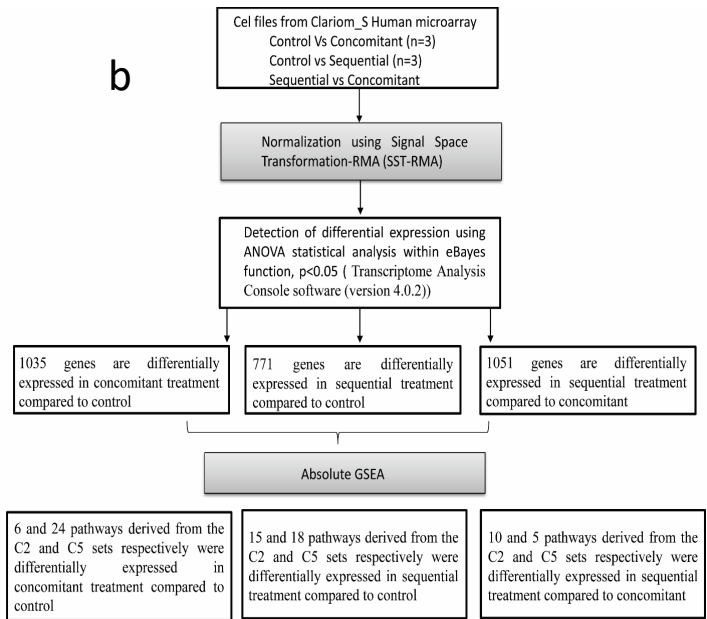 b
Cel files from Clariom_S Human microarray
Control Vs Concomitant (n=3)
Control vs Sequential (n=3)
Sequential vs Concomitant
Normalization using Signal Space
Transformation-RMA (SST-RMA)
Detection of differential expression using
ANOVA statistical analysis within eBayes
function, p<0.05 ( Transcriptome Analysis
Console software (version 4.0.2))
1035 genes are differentially
expressed in concomitant treatment
compared to control
771 genes are differentially
expressed in sequential treatment
compared to control
1051 genes are differentially
expressed in sequential treatment
compared to concomitant
Absolute GSEA
6 and 24 pathways derived from the
C2 and C5 sets respectively were
differentially expressed in
concomitant treatment compared to
control
15 and 18 pathways derived from the
C2 and C5 sets respectively were
differentially expressed in sequential
treatment compared to control
10 and 5 pathways derived from the
C2 and C5 sets respectively were
differentially expressed in sequential
treatment compared to concomitant